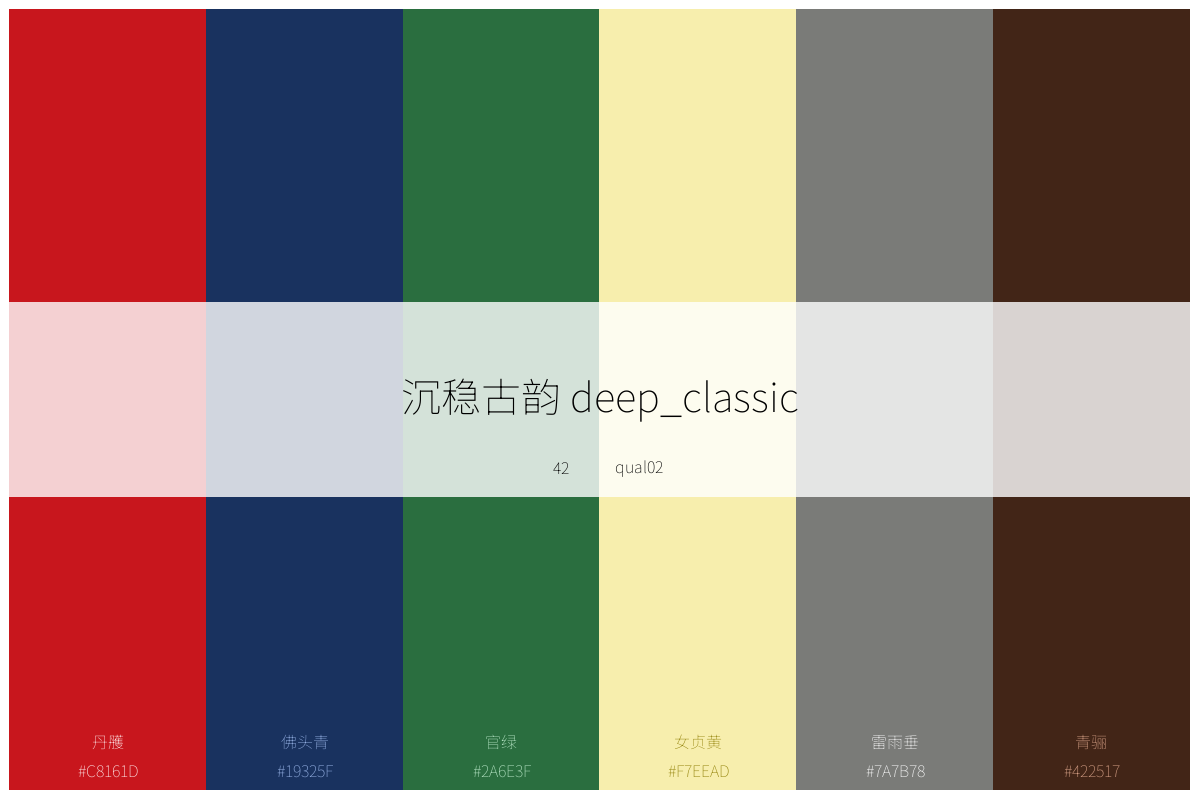 沉稳古韵 deep_classic
42 qual02
丹雘 佛头青 官绿 女贞黄 雷雨垂 青骊
#C8161D #19325F #2A6E3F #F7EEAD #7A7B78 #422517